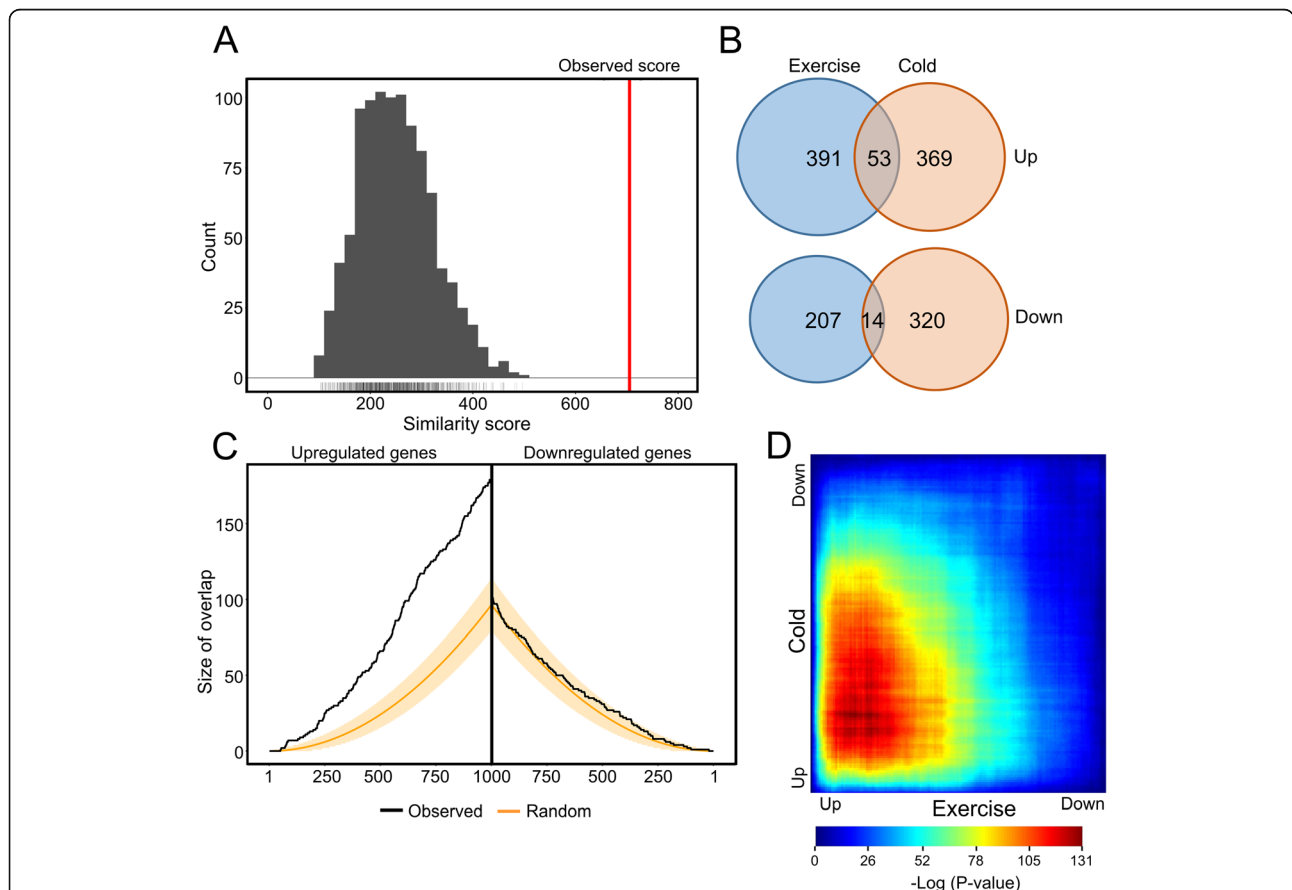 A
Observed score
100
75
50
25
0
Count
0 200 400 600 800
Similarity score
B
Exercise Cold
391 53 369 Up
207 14 320 Down
C
Upregulated genes Downregulated genes
150
100
50
0
Size of overlap
1 250 500 750 1000 750 500 250 1
Observed Random
D
Down
Cold
Up
Up Exercise Down
0 26 52 78 105 131
-Log (P-value)